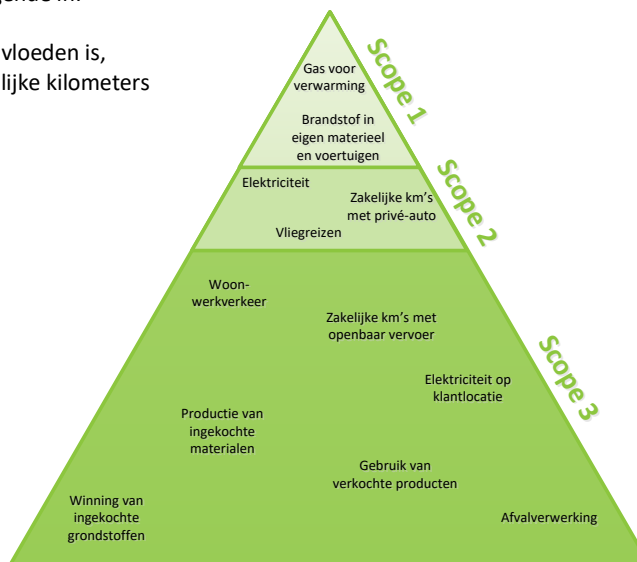 vloeden is,
lijke kilometers
Gas voor
verwarming
Scope 1
Brandstof in
eigen materieel
en voertuigen
Elektriciteit
Zakelijke km's
met privé-auto
Scope 2
Vliegreizen
Woon-
werkverkeer
Zakelijke km's met
openbaar vervoer
Scope 3
Elektriciteit op
klantlocatie
Productie van
ingekochte
materialen
Gebruik van
verkochte producten
Winning van
ingekochte
grondstoffen
Afvalverwerking